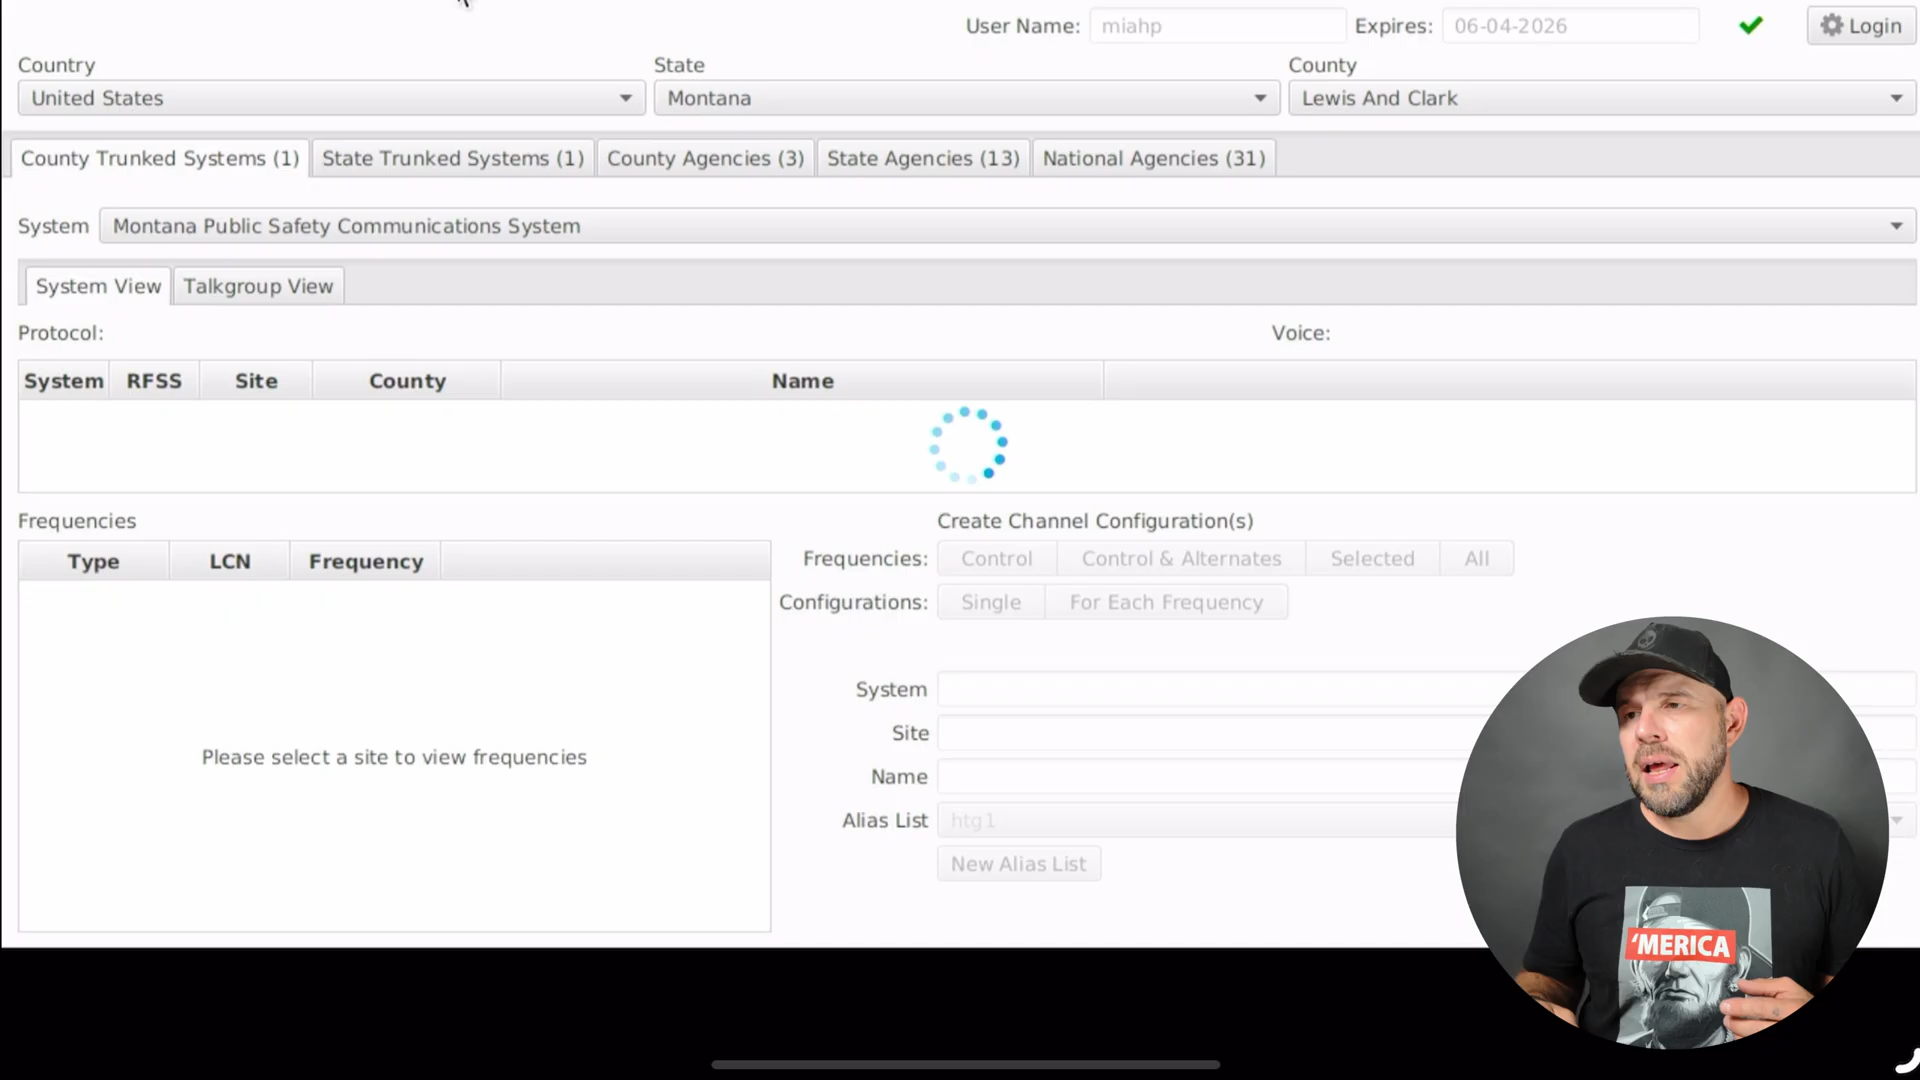 User Name: miahp Expires: 06-04-2026 Login
Country State County
United States Montana Lewis And Clark
County Trunked Systems (1) State Trunked Systems (1) County Agencies (3) State Agencies (13) National Agencies (31)
System Montana Public Safety Communications System
System View Talkgroup View
Protocol: Voice:
System RFSS Site County Name
Frequencies
Type LCN Frequency
Please select a site to view frequencies
Create Channel Configuration(s)
Frequencies: Control Control & Alternates Selected All
Configurations: Single For Each Frequency
System
Site
Name
Alias List htg1
New Alias List
'MERICA